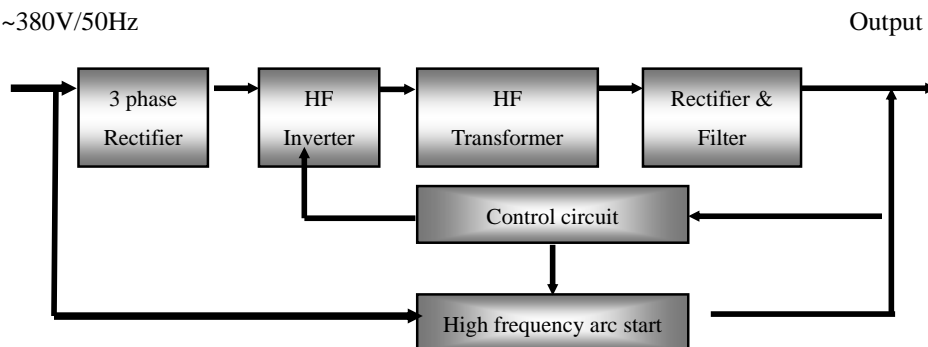 ~380V/50Hz
Output
3 phase
Rectifier
HF
Inverter
HF
Transformer
Rectifier &
Filter
Control circuit
High frequency arc start